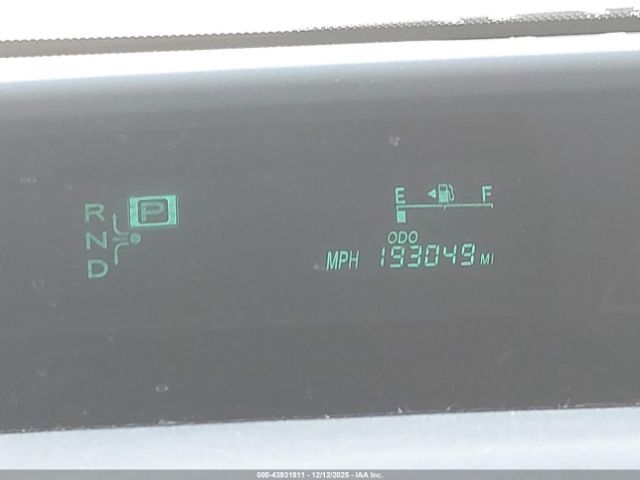 E F
R P
N
D
ODO
MPH 193049 MI
000-43931911 - 12/12/2025 - IAA Inc.